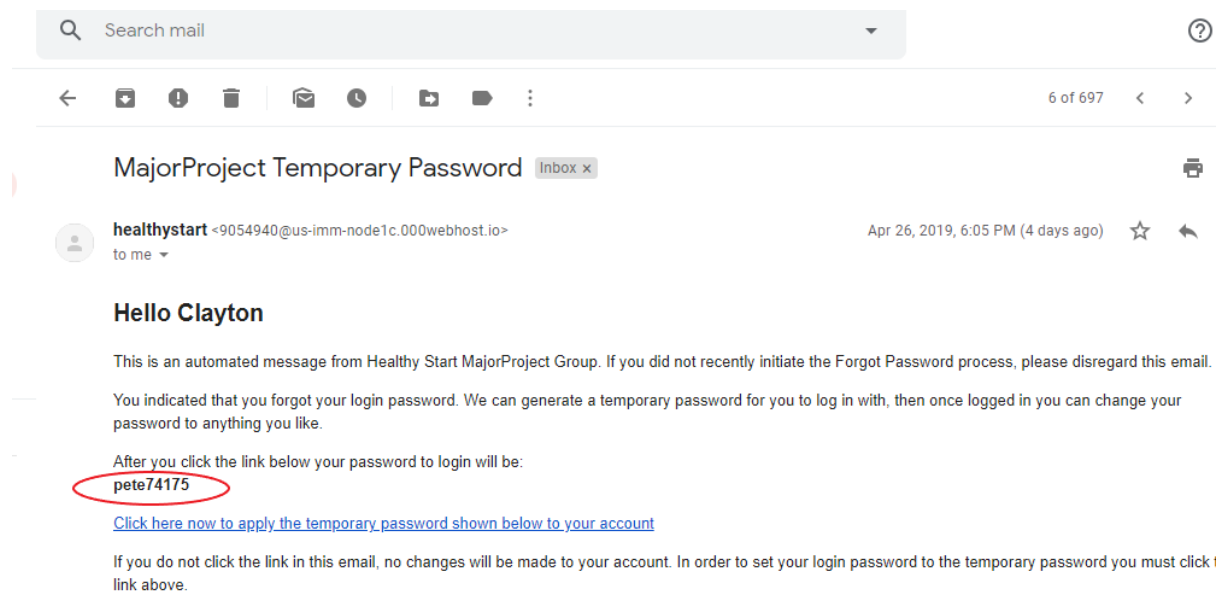 Search mail
6 of 697
MajorProject Temporary Password Inbox x
healthystart <9054940@us-imm-node1c.000webhost.io> Apr 26, 2019, 6:05 PM (4 days ago)
to me
Hello Clayton
This is an automated message from Healthy Start MajorProject Group. If you did not recently initiate the Forgot Password process, please disregard this email.
You indicated that you forgot your login password. We can generate a temporary password for you to log in with, then once logged in you can change your
password to anything you like.
After you click the link below your password to login will be:
pete74175
Click here now to apply the temporary password shown below to your account
If you do not click the link in this email, no changes will be made to your account. In order to set your login password to the temporary password you must click
link above.